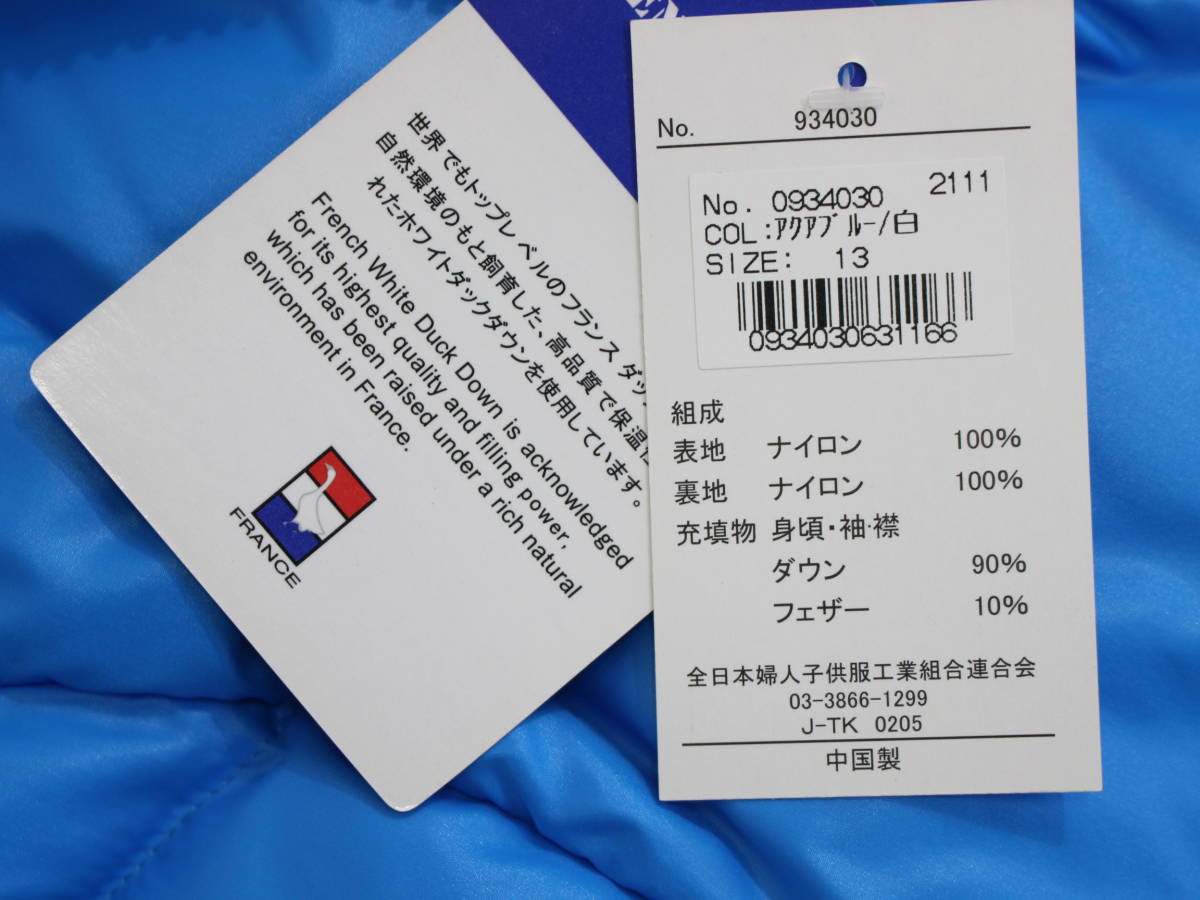 世界でもトップレベルのフランスダッ
自然環境のもと飼育した、高品質で保温
れたホワイトダックダウンを使用しています。
French White Duck Down is acknowledged
for its highest quality and filling power,
which has been raised under a rich natural
environment in France.
FRANCE
No. 934030
No. 0934030 2111
COL:ｱｸｱﾌﾞﾙｰ/白
SIZE: 13
0934030631166
組成
表地 ナイロン 100%
裏地 ナイロン 100%
充填物 身頃・袖・襟
ダウン 90%
フェザー 10%
全日本婦人子供服工業組合連合会
03-3866-1299
J-TK 0205
中国製